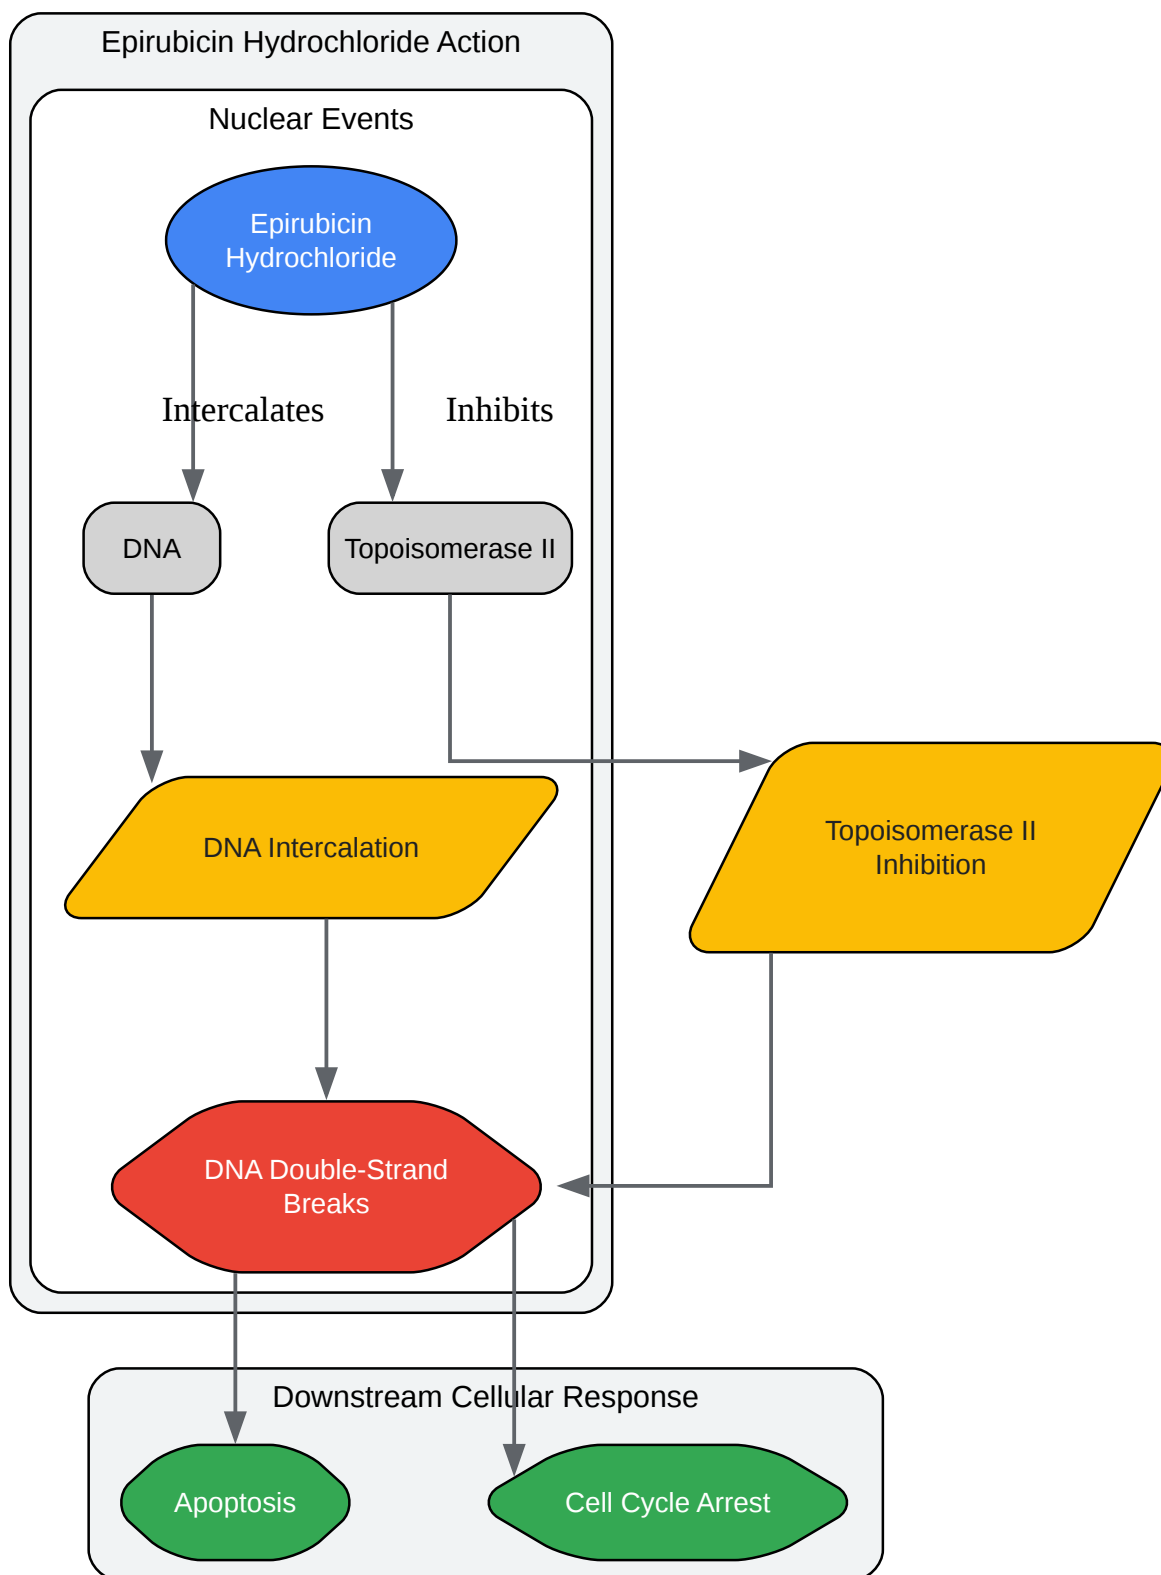 Epirubicin Hydrochloride Action
Nuclear Events
Epirubicin
Hydrochloride
Intercalates
Inhibits
DNA
Topoisomerase II
DNA Intercalation
Topoisomerase II
Inhibition
DNA Double-Strand
Breaks
Downstream Cellular Response
Apoptosis
Cell Cycle Arrest